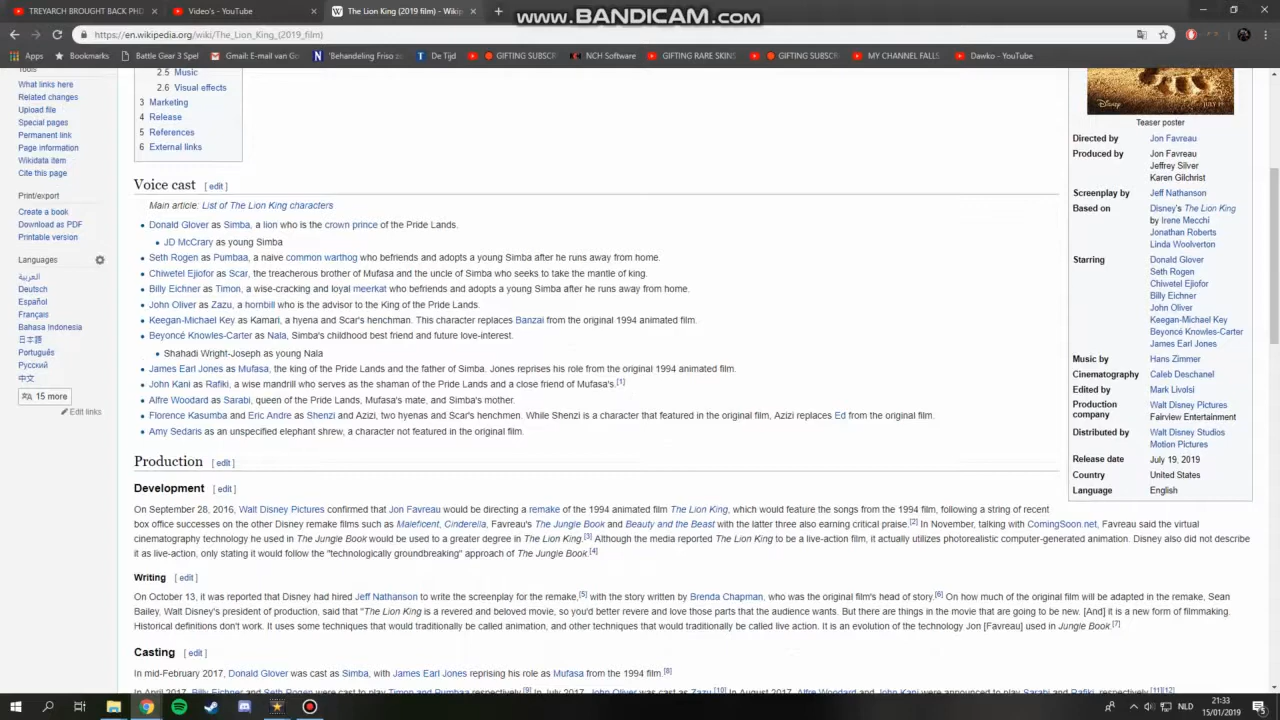 www.BANDICAM.com
TREYARCH BROUGHT BACK PHD
Video's - YouTube
The Lion King (2019 film) - Wikip
https://en.wikipedia.org/wiki/The_Lion_King_(2019_film)
Apps
Bookmarks
Battle Gear 3 Spel
Gmail: E-mail van Go
'Behandeling Friso zo
De Tijd
GIFTING SUBSCR
NCH Software
GIFTING RARE SKINS
GIFTING SUBSC
MY CHANNEL FALLS
Dawko - YouTube
Tools
What links here
Related changes
Upload file
Special pages
Permanent link
Page information
Wikidata item
Cite this page
Print/export
Create a book
Download as PDF
Printable version
Languages
العربية
Deutsch
Español
Français
Bahasa Indonesia
日本語
Português
Русский
中文
15 more
Edit links
2.5 Music
2.6 Visual effects
3 Marketing
4 Release
5 References
6 External links
Voice cast [ edit ]
Main article: List of The Lion King characters
Donald Glover as Simba, a lion who is the crown prince of the Pride Lands.
JD McCrary as young Simba
Seth Rogen as Pumbaa, a naive common warthog who befriends and adopts a young Simba after he runs away from home.
Chiwetel Ejiofor as Scar, the treacherous brother of Mufasa and the uncle of Simba who seeks to take the mantle of king.
Billy Eichner as Timon, a wise-cracking and loyal meerkat who befriends and adopts a young Simba after he runs away from home.
John Oliver as Zazu, a hornbill who is the advisor to the King of the Pride Lands.
Keegan-Michael Key as Kamari, a hyena and Scar's henchman. This character replaces Banzai from the original 1994 animated film.
Beyoncé Knowles-Carter as Nala, Simba's childhood best friend and future love-interest.
Shahadi Wright-Joseph as young Nala
James Earl Jones as Mufasa, the king of the Pride Lands and the father of Simba. Jones reprises his role from the original 1994 animated film.
John Kani as Rafiki, a wise mandrill who serves as the shaman of the Pride Lands and a close friend of Mufasa's.[1]
Alfre Woodard as Sarabi, queen of the Pride Lands, Mufasa's mate, and Simba's mother.
Florence Kasumba and Eric Andre as Shenzi and Azizi, two hyenas and Scar's henchmen. While Shenzi is a character that featured in the original film, Azizi replaces Ed from the original film.
Amy Sedaris as an unspecified elephant shrew, a character not featured in the original film.
Production [ edit ]
Development [ edit ]
On September 28, 2016, Walt Disney Pictures confirmed that Jon Favreau would be directing a remake of the 1994 animated film The Lion King, which would feature the songs from the 1994 film, following a string of recent
box office successes on the other Disney remake films such as Maleficent, Cinderella, Favreau's The Jungle Book and Beauty and the Beast with the latter three also earning critical praise.[2] In November, talking with ComingSoon.net, Favreau said the virtual
cinematography technology he used in The Jungle Book would be used to a greater degree in The Lion King.[3] Although the media reported The Lion King to be a live-action film, it actually utilizes photorealistic computer-generated animation. Disney also did not describe
it as live-action, only stating it would follow the "technologically groundbreaking" approach of The Jungle Book.[4]
Writing [ edit ]
On October 13, it was reported that Disney had hired Jeff Nathanson to write the screenplay for the remake,[5] with the story written by Brenda Chapman, who was the original film's head of story.[6] On how much of the original film will be adapted in the remake, Sean
Bailey, Walt Disney's president of production, said that "The Lion King is a revered and beloved movie, so you'd better revere and love those parts that the audience wants. But there are things in the movie that are going to be new. [And] it is a new form of filmmaking.
Historical definitions don't work. It uses some techniques that would traditionally be called animation, and other techniques that would traditionally be called live action. It is an evolution of the technology Jon [Favreau] used in Jungle Book.[7]
Casting [ edit ]
In mid-February 2017, Donald Glover was cast as Simba, with James Earl Jones reprising his role as Mufasa from the 1994 film.[8]
In April 2017, Billy Eichner and Seth Rogen were cast to play Timon and Pumbaa respectively.[9] In July 2017, John Oliver was cast as Zazu.[10] In August 2017, Alfre Woodard and John Kani were announced to play Sarabi and Rafiki, respectively.[11][12]
Disney
JULY 19
Teaser poster
Directed by Jon Favreau
Produced by Jon Favreau
Jeffrey Silver
Karen Gilchrist
Screenplay by Jeff Nathanson
Based on Disney's The Lion King
by Irene Mecchi
Jonathan Roberts
Linda Woolverton
Starring Donald Glover
Seth Rogen
Chiwetel Ejiofor
Billy Eichner
John Oliver
Keegan-Michael Key
Beyoncé Knowles-Carter
James Earl Jones
Music by Hans Zimmer
Cinematography Caleb Deschanel
Edited by Mark Livolsi
Production company Walt Disney Pictures
Fairview Entertainment
Distributed by Walt Disney Studios
Motion Pictures
Release date July 19, 2019
Country United States
Language English
NLD
21:33
15/01/2019